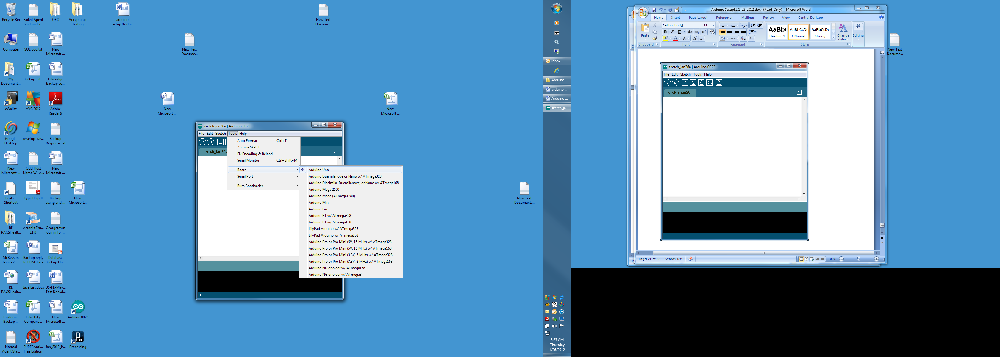 Recycle Bin
Failed Agent
Start and s...
OEC
Acceptance
Testing
arduino
setup 07.doc
New Text
Docume...
Computer
SQL Log.txt
New
Microsoft ...
New Text
Docume...
My
Document...
Backup_Sit...
Lakeridge
backup sc...
eWallet
AVG 2012
Adobe
Reader 9
New
Microsoft ...
New
Microsoft ...
Google
Desktop
wlsetup-we...
Backup
Response.txt
New
Microsoft ...
Odd Host
Name WI-A...
New
Microsoft ...
hosts -
Shortcut
TypeItIn.pdf
Backup
sizing and ...
New
Microsoft...
New Text
Document....
RE
PACSHealt...
Acronis Tru...
11.0
Georgetown
login info f...
McKesson
Issues 2_...
Backup reply
to BHSI.docx
Database
Backup Ho...
RE
PACSHealt...
Jaya List.docx
US-FL-May...
Test Doc..d...
Customer
Backup ...
Lake City
Comparis...
New
Microsoft ...
Arduino 0022
Normal
Agent Sta...
SUPERAnti...
Free Edition
Jan_2012_P...
Processing
sketch_jan26a | Arduino 0022
File Edit Sketch Tools Help
sketch_jan26a
Auto Format Ctrl+T
Archive Sketch
Fix Encoding & Reload
Serial Monitor Ctrl+Shift+M
Board
Serial Port
Burn Bootloader
Arduino Uno
Arduino Duemilanove or Nano w/ ATmega328
Arduino Diecimila, Duemilanove, or Nano w/ ATmega168
Arduino Mega 2560
Arduino Mega (ATmega1280)
Arduino Mini
Arduino Fio
Arduino BT w/ ATmega328
Arduino BT w/ ATmega168
LilyPad Arduino w/ ATmega328
LilyPad Arduino w/ ATmega168
Arduino Pro or Pro Mini (5V, 16 MHz) w/ ATmega328
Arduino Pro or Pro Mini (5V, 16 MHz) w/ ATmega168
Arduino Pro or Pro Mini (3.3V, 8 MHz) w/ ATmega328
Arduino Pro or Pro Mini (3.3V, 8 MHz) w/ ATmega168
Arduino NG or older w/ ATmega168
Arduino NG or older w/ ATmega8
1
Inbox - ...
Arduino_...
arduino ...
Arduino ...
sketch_ja...
8:23 AM
Thursday
1/26/2012
Arduino SetupLL 1_23_2012.docx (Read-Only) - Microsoft Word
Home Insert Page Layout References Mailings Review View Central Desktop
Paste
Clipboard
Calibri (Body) 11
Font
Paragraph
AaBb( AaBbCcDc AaBbCcDc
Heading 1 ¶ Normal Strong
Change
Styles
Styles
Editing
New Text
Docume...
sketch_jan26a | Arduino 0022
File Edit Sketch Tools Help
sketch_jan26a
1
Page: 21 of 22 Words: 694 100%